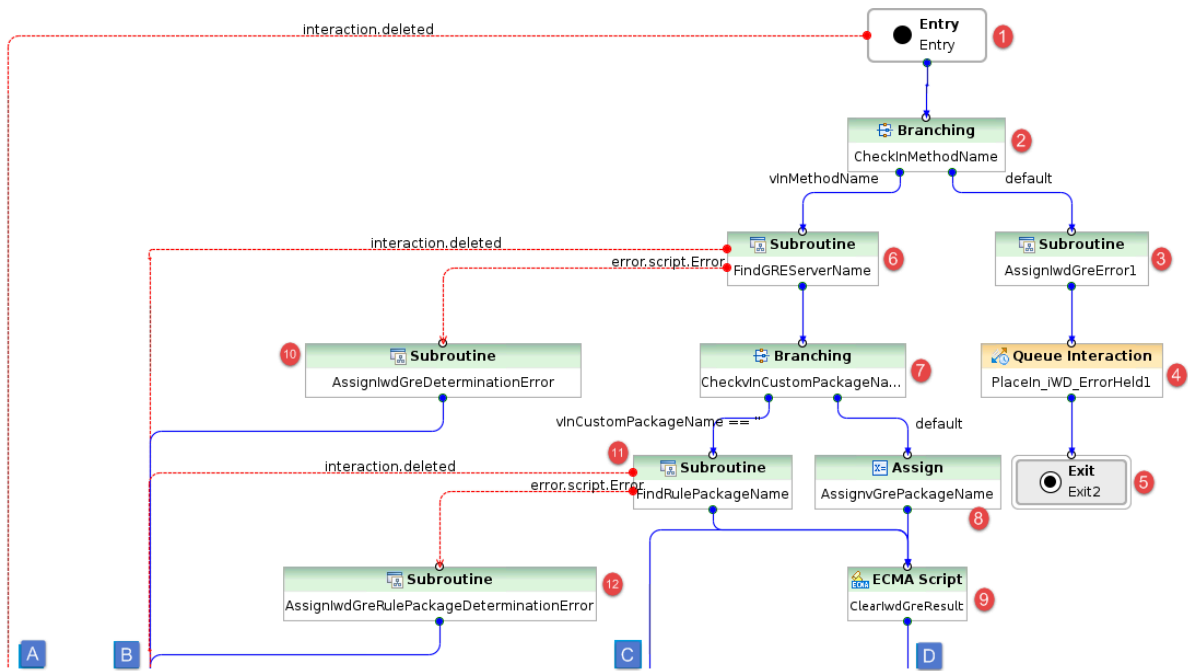 interaction.deleted
Entry
Entry
1
Branching
CheckInMethodName
2
vInMethodName
default
interaction.deleted
error.script.Error
Subroutine
FindGREServerName
6
Subroutine
AssignIwdGreError1
3
10
Subroutine
AssignIwdGreDeterminationError
Branching
CheckvInCustomPackageNa...
7
Queue Interaction
PlaceIn_iWD_ErrorHeld1
4
vInCustomPackageName == ''
default
interaction.deleted
error.script.Error
11
Subroutine
FindRulePackageName
Assign
AssignvGrePackageName
8
Exit
Exit2
5
Subroutine
AssignIwdGreRulePackageDeterminationError
12
ECMA Script
ClearIwdGreResult
9
A
B
C
D